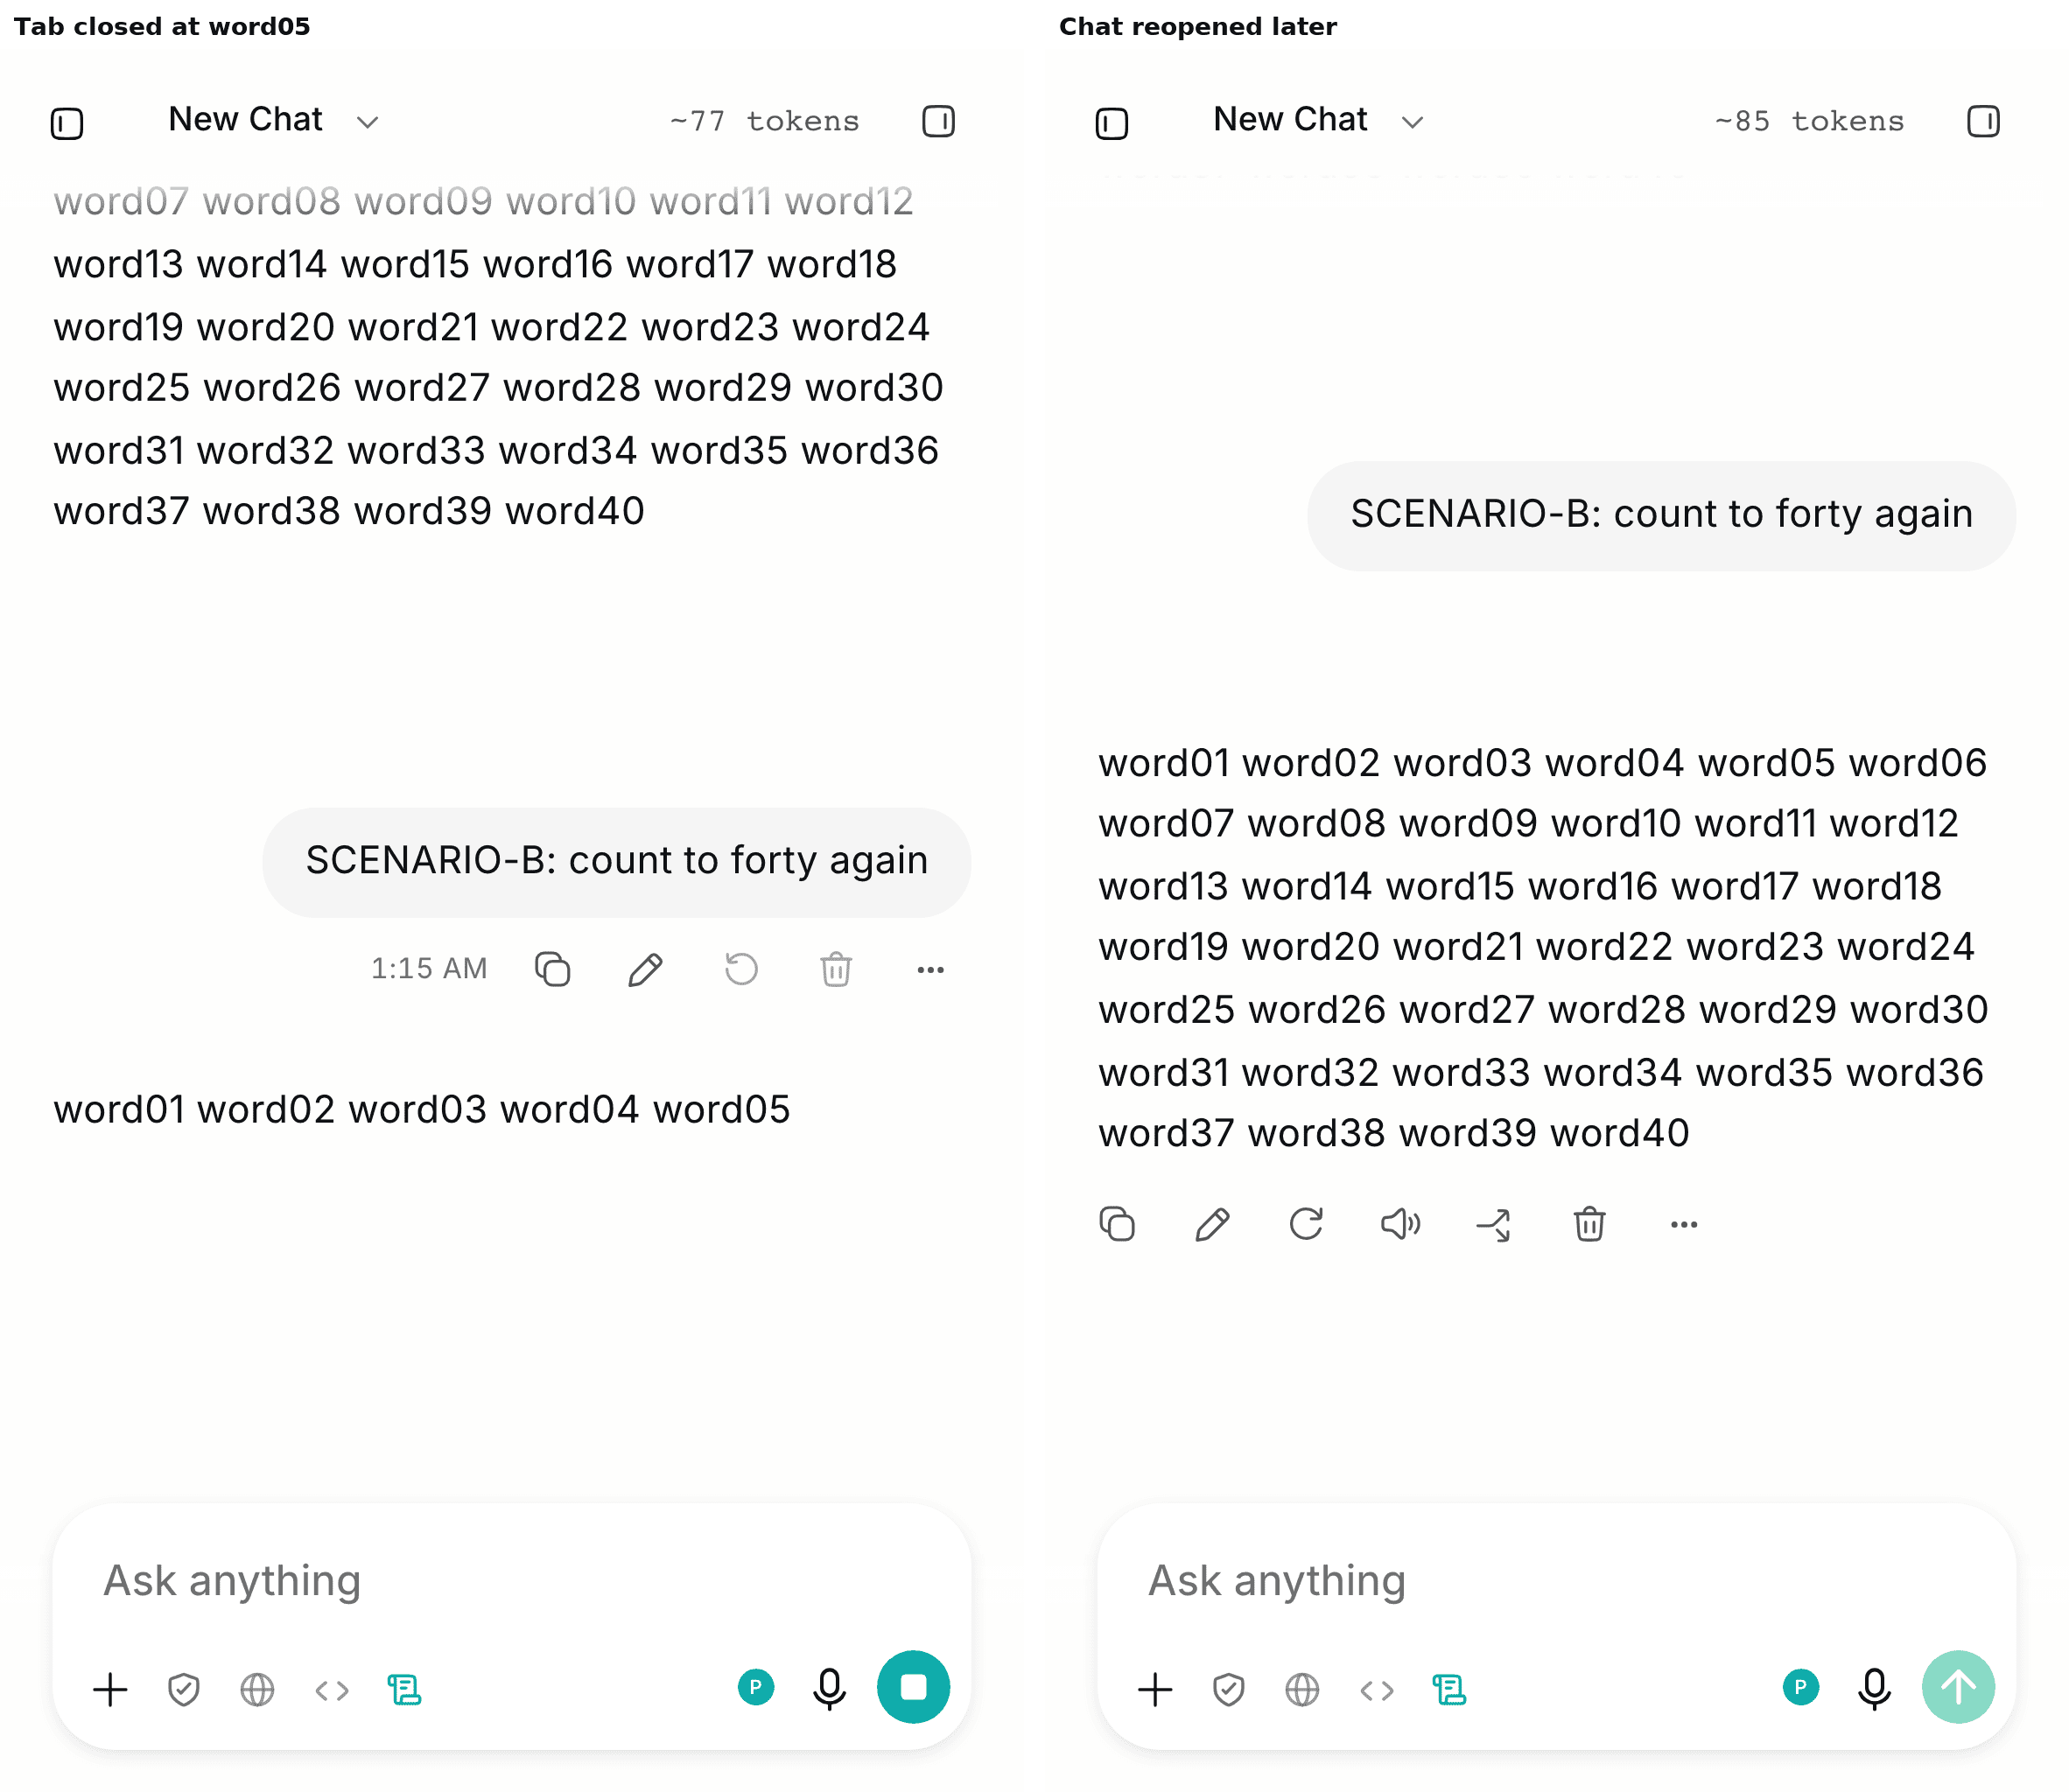 Tab closed at word05
New Chat
~77 tokens
word07 word08 word09 word10 word11 word12
word13 word14 word15 word16 word17 word18
word19 word20 word21 word22 word23 word24
word25 word26 word27 word28 word29 word30
word31 word32 word33 word34 word35 word36
word37 word38 word39 word40
SCENARIO-B: count to forty again
1:15 AM
word01 word02 word03 word04 word05
Ask anything
P
Chat reopened later
New Chat
~85 tokens
SCENARIO-B: count to forty again
word01 word02 word03 word04 word05 word06
word07 word08 word09 word10 word11 word12
word13 word14 word15 word16 word17 word18
word19 word20 word21 word22 word23 word24
word25 word26 word27 word28 word29 word30
word31 word32 word33 word34 word35 word36
word37 word38 word39 word40
Ask anything
P